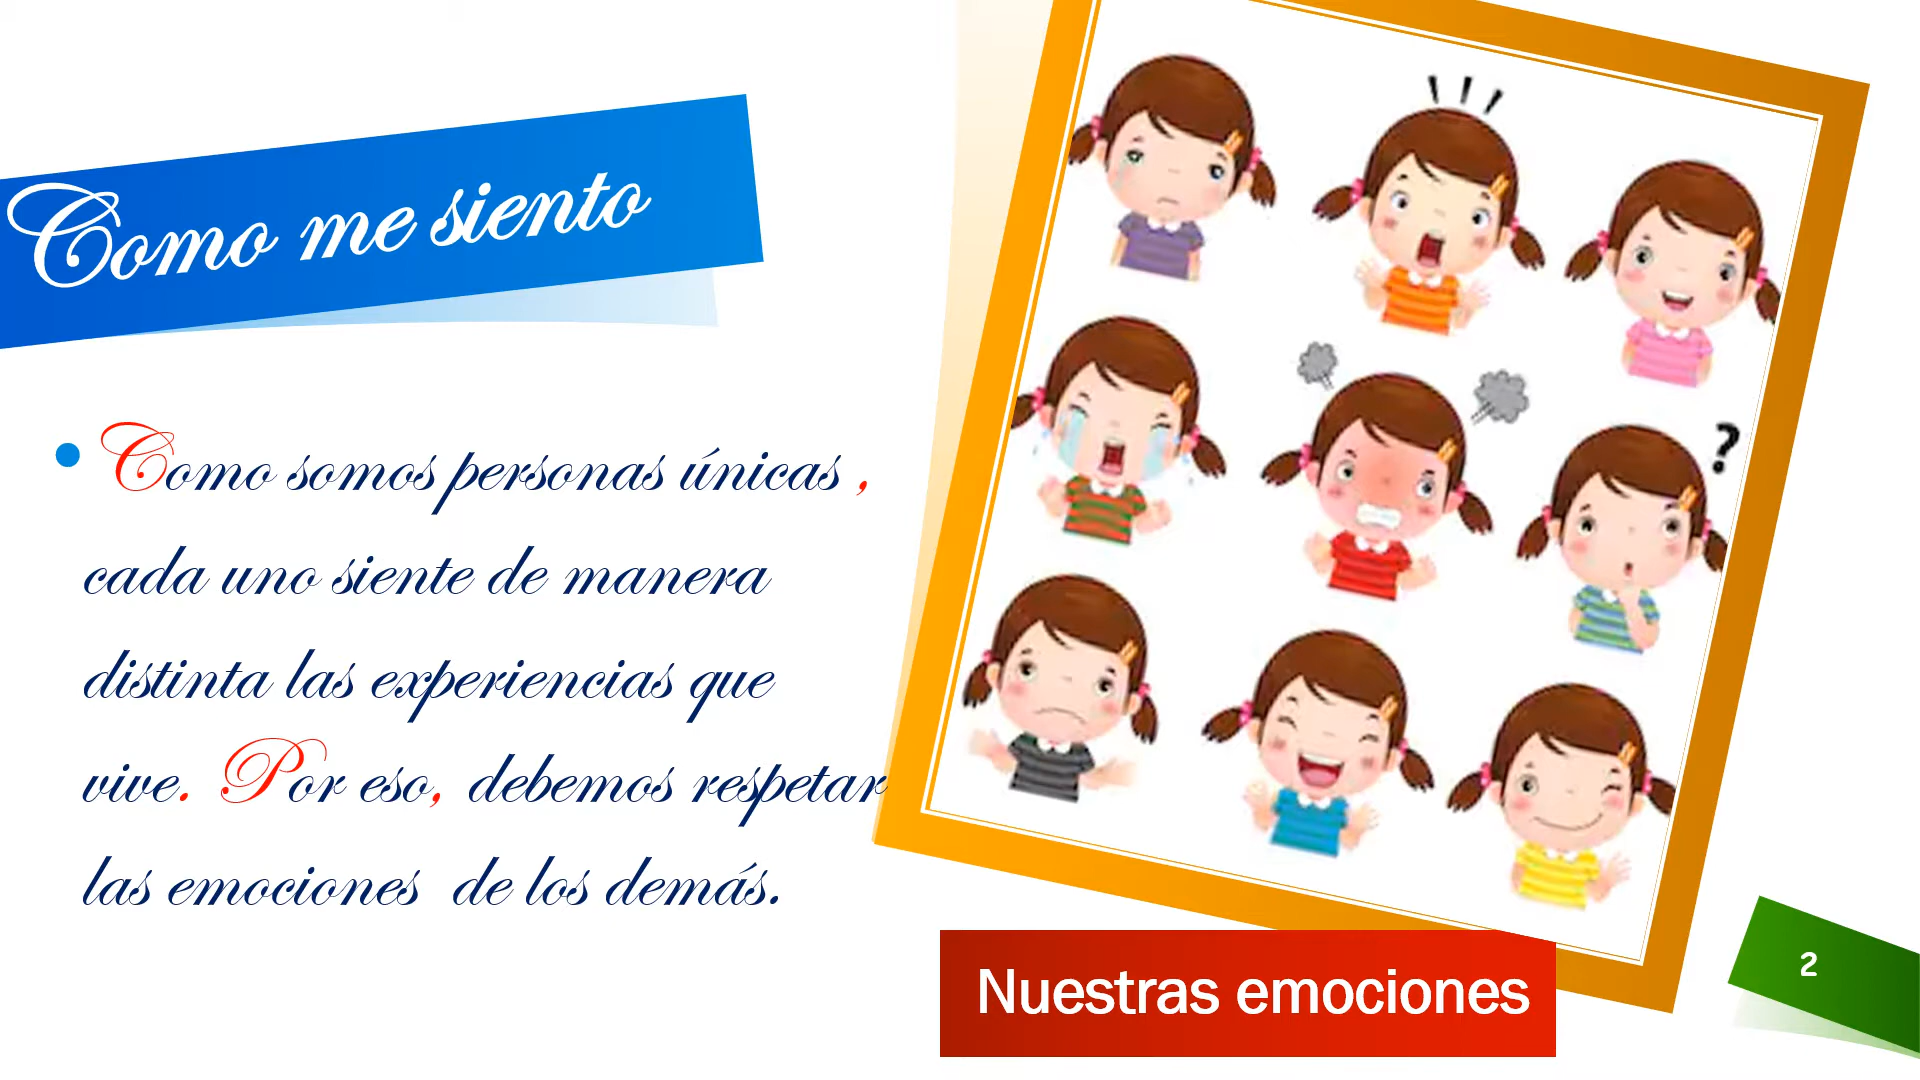 Como me siento
• Como somos personas únicas ,
cada uno siente de manera
distinta las experiencias que
vive. Por eso, debemos respetar
las emociones de los demás.
?
Nuestras emociones
2